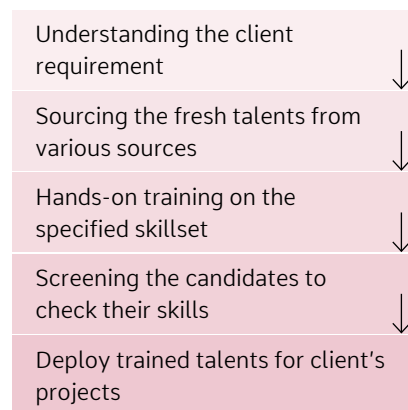 Understanding the client
requirement
Sourcing the fresh talents from
various sources
Hands-on training on the
specified skillset
Screening the candidates to
check their skills
Deploy trained talents for client's
projects